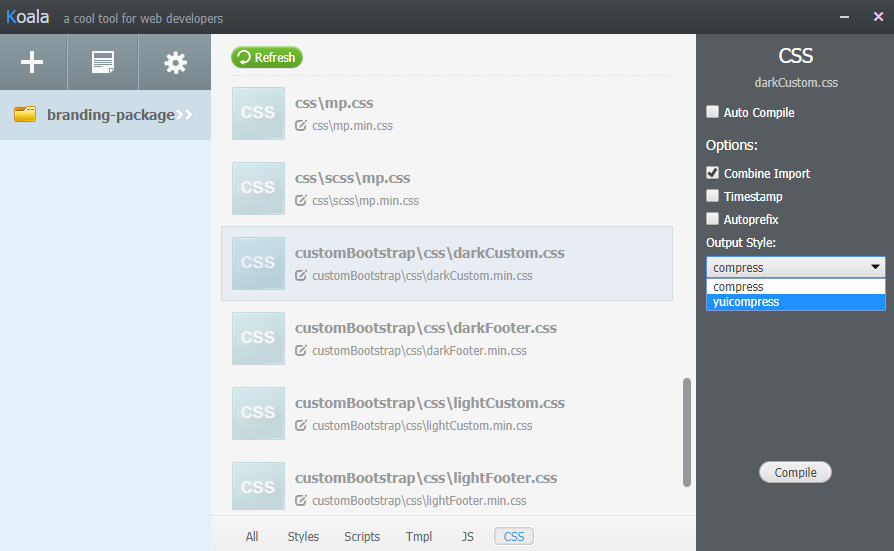 Koala a cool tool for web developers
branding-package
Refresh
CSS
css\mp.css
css\mp.min.css
CSS
css\scss\mp.css
css\scss\mp.min.css
CSS
customBootstrap\css\darkCustom.css
customBootstrap\css\darkCustom.min.css
CSS
customBootstrap\css\darkFooter.css
customBootstrap\css\darkFooter.min.css
CSS
customBootstrap\css\lightCustom.css
customBootstrap\css\lightCustom.min.css
CSS
customBootstrap\css\lightFooter.css
customBootstrap\css\lightFooter.min.css
All Styles Scripts Tmpl JS CSS
CSS
darkCustom.css
Auto Compile
Options:
Combine Import
Timestamp
Autoprefix
Output Style:
compress
compress
yuicompress
Compile